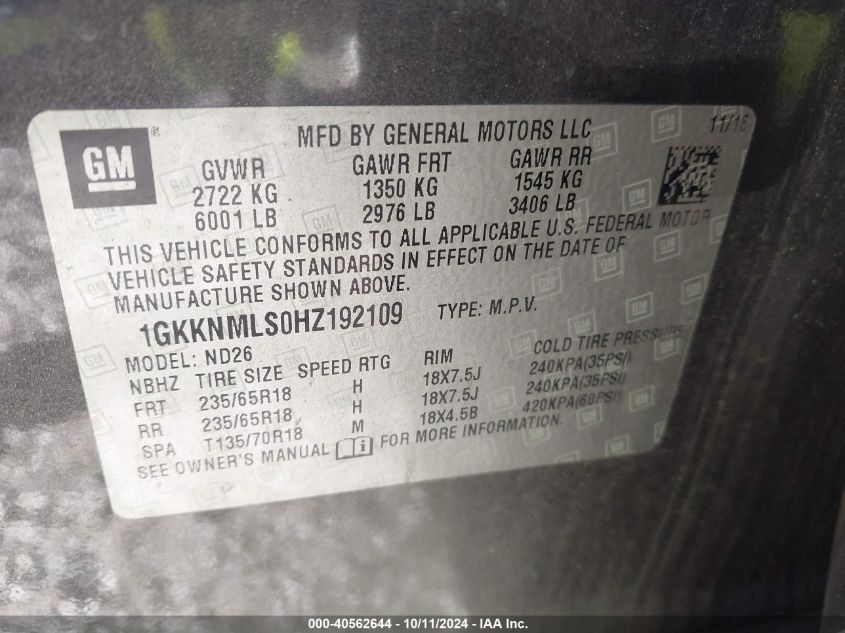 GM ®
MFD BY GENERAL MOTORS LLC 11/16
GVWR GAWR FRT GAWR RR
2722 KG 1350 KG 1545 KG
6001 LB 2976 LB 3406 LB
THIS VEHICLE CONFORMS TO ALL APPLICABLE U.S. FEDERAL MOTOR
VEHICLE SAFETY STANDARDS IN EFFECT ON THE DATE OF
MANUFACTURE SHOWN ABOVE.
1GKKNMLS0HZ192109 TYPE: M.P.V.
MODEL: ND26
NBHZ TIRE SIZE SPEED RTG RIM COLD TIRE PRESSURE
FRT 235/65R18 H 18X7.5J 240KPA(35PSI)
RR 235/65R18 H 18X7.5J 240KPA(35PSI)
SPA T135/70R18 M 18X4.5B 420KPA(60PSI)
SEE OWNER'S MANUAL FOR MORE INFORMATION.
000-40562644 - 10/11/2024 - IAA Inc.